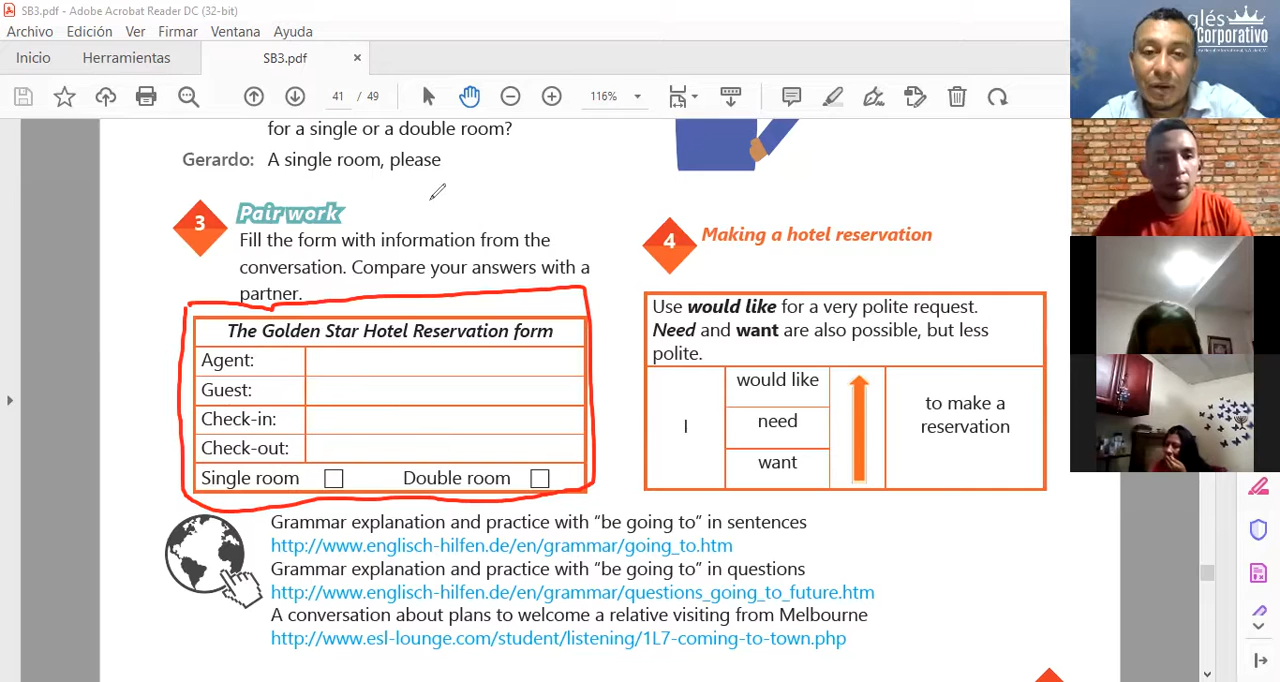 SB3.pdf - Adobe Acrobat Reader DC (32-bit)
Archivo Edición Ver Firmar Ventana Ayuda
Inicio Herramientas SB3.pdf ×
41 / 49 116%
for a single or a double room?
Gerardo: A single room, please
3 Pair work
Fill the form with information from the
conversation. Compare your answers with a
partner.
The Golden Star Hotel Reservation form
Agent:
Guest:
Check-in:
Check-out:
Single room Double room
4 Making a hotel reservation
Use would like for a very polite request.
Need and want are also possible, but less
polite.
I
would like
need
want
to make a
reservation
Grammar explanation and practice with “be going to” in sentences
http://www.englisch-hilfen.de/en/grammar/going_to.htm
Grammar explanation and practice with “be going to” in questions
http://www.englisch-hilfen.de/en/grammar/questions_going_to_future.htm
A conversation about plans to welcome a relative visiting from Melbourne
http://www.esl-lounge.com/student/listening/1L7-coming-to-town.php
glés
Corporativo